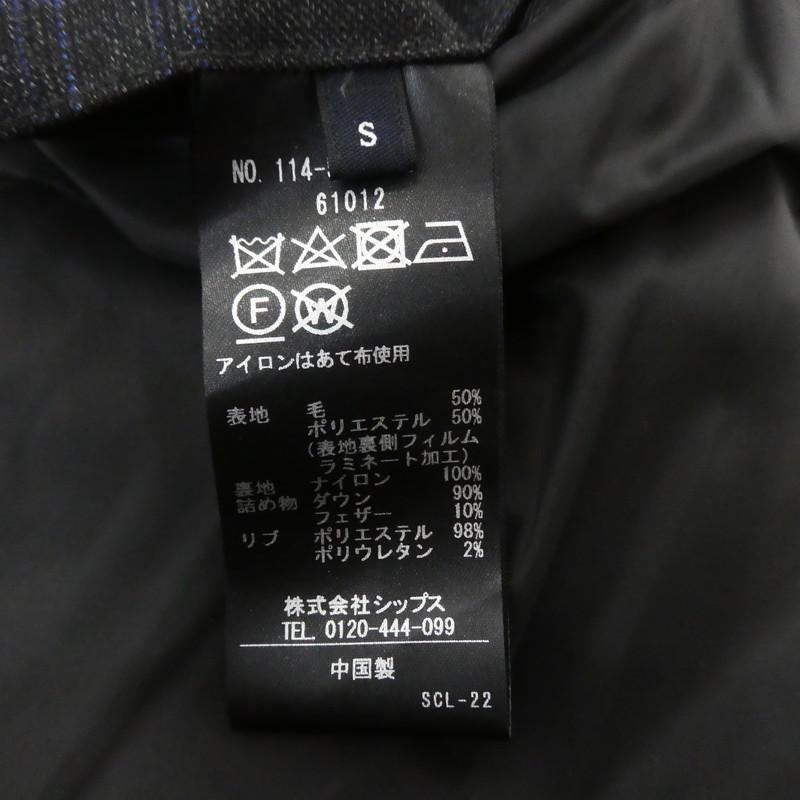 S
NO. 114-
61012
F
W
アイロンはあて布使用
表地 毛 50%
ポリエステル 50%
(表地裏側フィルム
ラミネート加工)
裏地 ナイロン 100%
詰め物 ダウン 90%
フェザー 10%
リブ ポリエステル 98%
ポリウレタン 2%
株式会社シップス
TEL. 0120-444-099
中国製
SCL-22